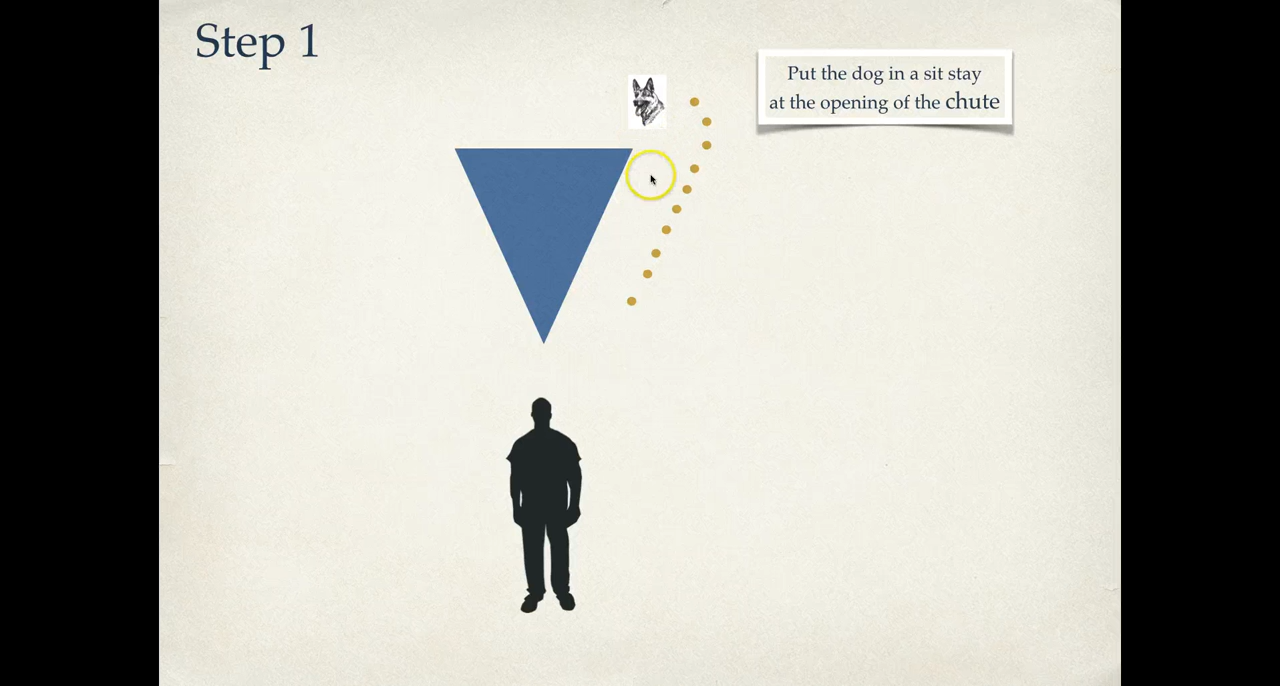 Step 1
Put the dog in a sit stay
at the opening of the chute